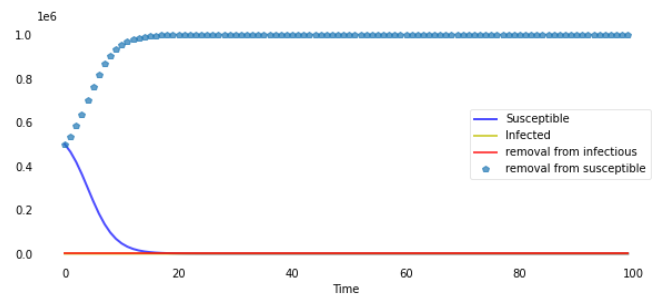 1e6
1.0
0.8
0.6
0.4
0.2
0.0
Susceptible
Infected
removal from infectious
removal from susceptible
0 20 40 60 80 100
Time